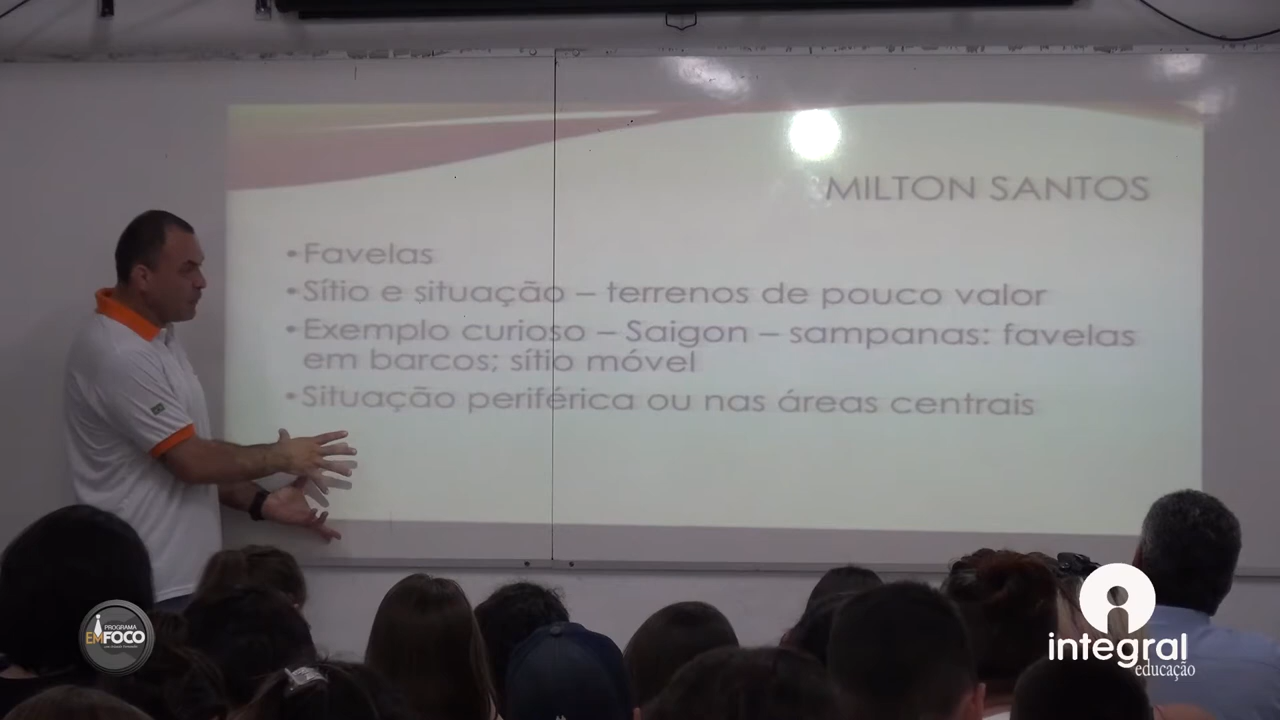 MILTON SANTOS
•Favelas
•Sítio e situação – terrenos de pouco valor
•Exemplo curioso – Saigon – sampanas: favelas
em barcos; sítio móvel
•Situação periférica ou nas áreas centrais
PROGRAMA
EMFOCO
integral
educação